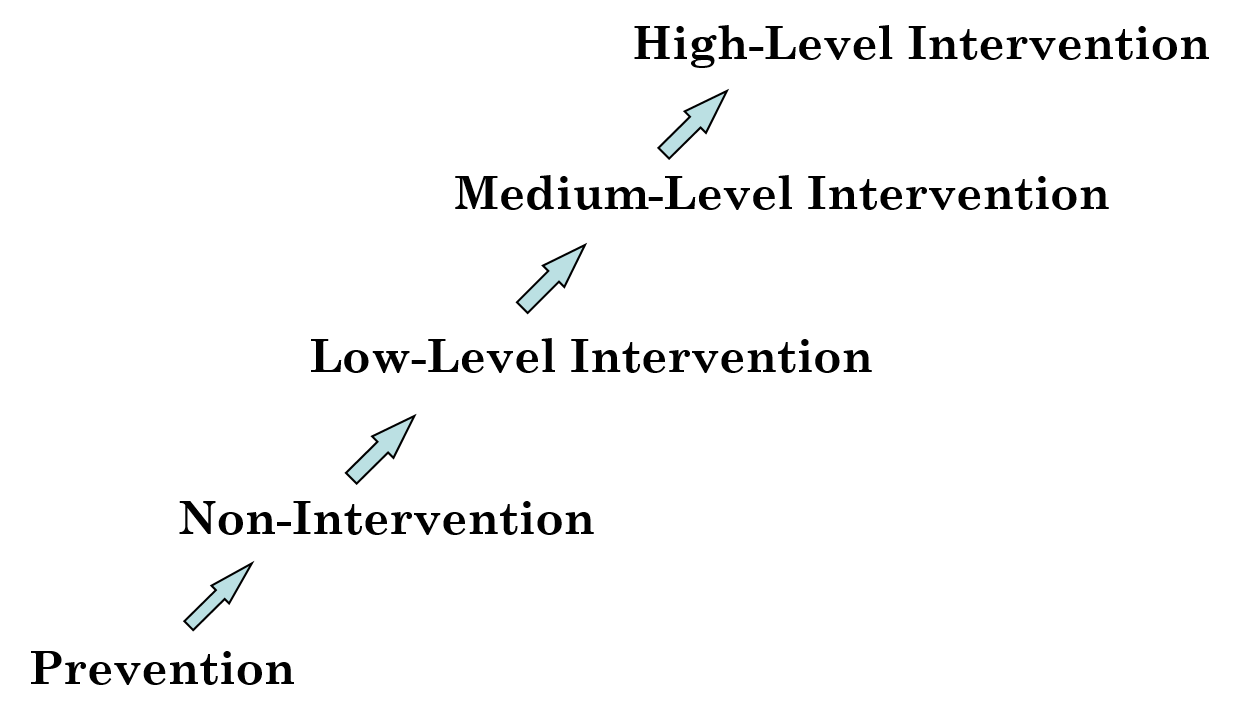 High-Level Intervention
Medium-Level Intervention
Low-Level Intervention
Non-Intervention
Prevention